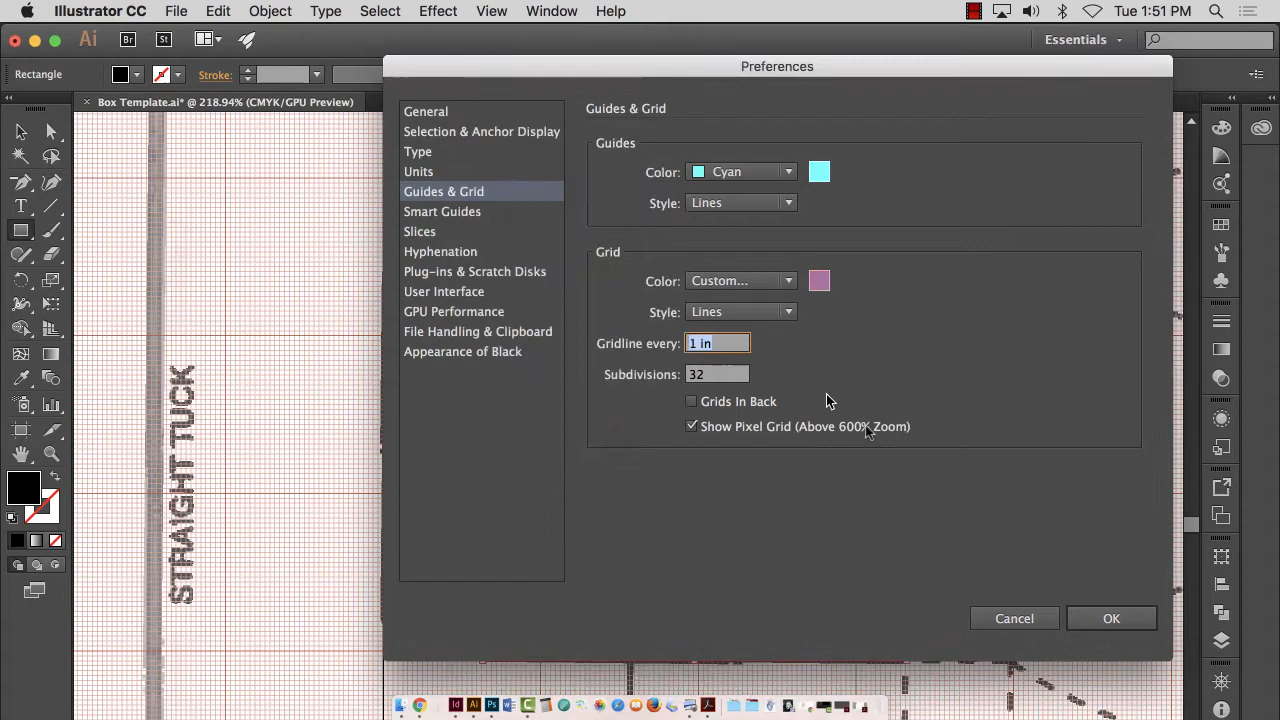 Illustrator CC File Edit Object Type Select Effect View Window Help Tue 1:51 PM
Ai Br St Essentials
Rectangle Stroke:
Box Template.ai* @ 218.94% (CMYK/GPU Preview)
Preferences
General
Selection & Anchor Display
Type
Units
Guides & Grid
Smart Guides
Slices
Hyphenation
Plug-ins & Scratch Disks
User Interface
GPU Performance
File Handling & Clipboard
Appearance of Black
Guides & Grid
Guides
Color: Cyan
Style: Lines
Grid
Color: Custom...
Style: Lines
Gridline every: 1 in
Subdivisions: 32
Grids In Back
Show Pixel Grid (Above 600% Zoom)
Cancel OK
STRAIGHT TUCK
Id Ai Ps W C